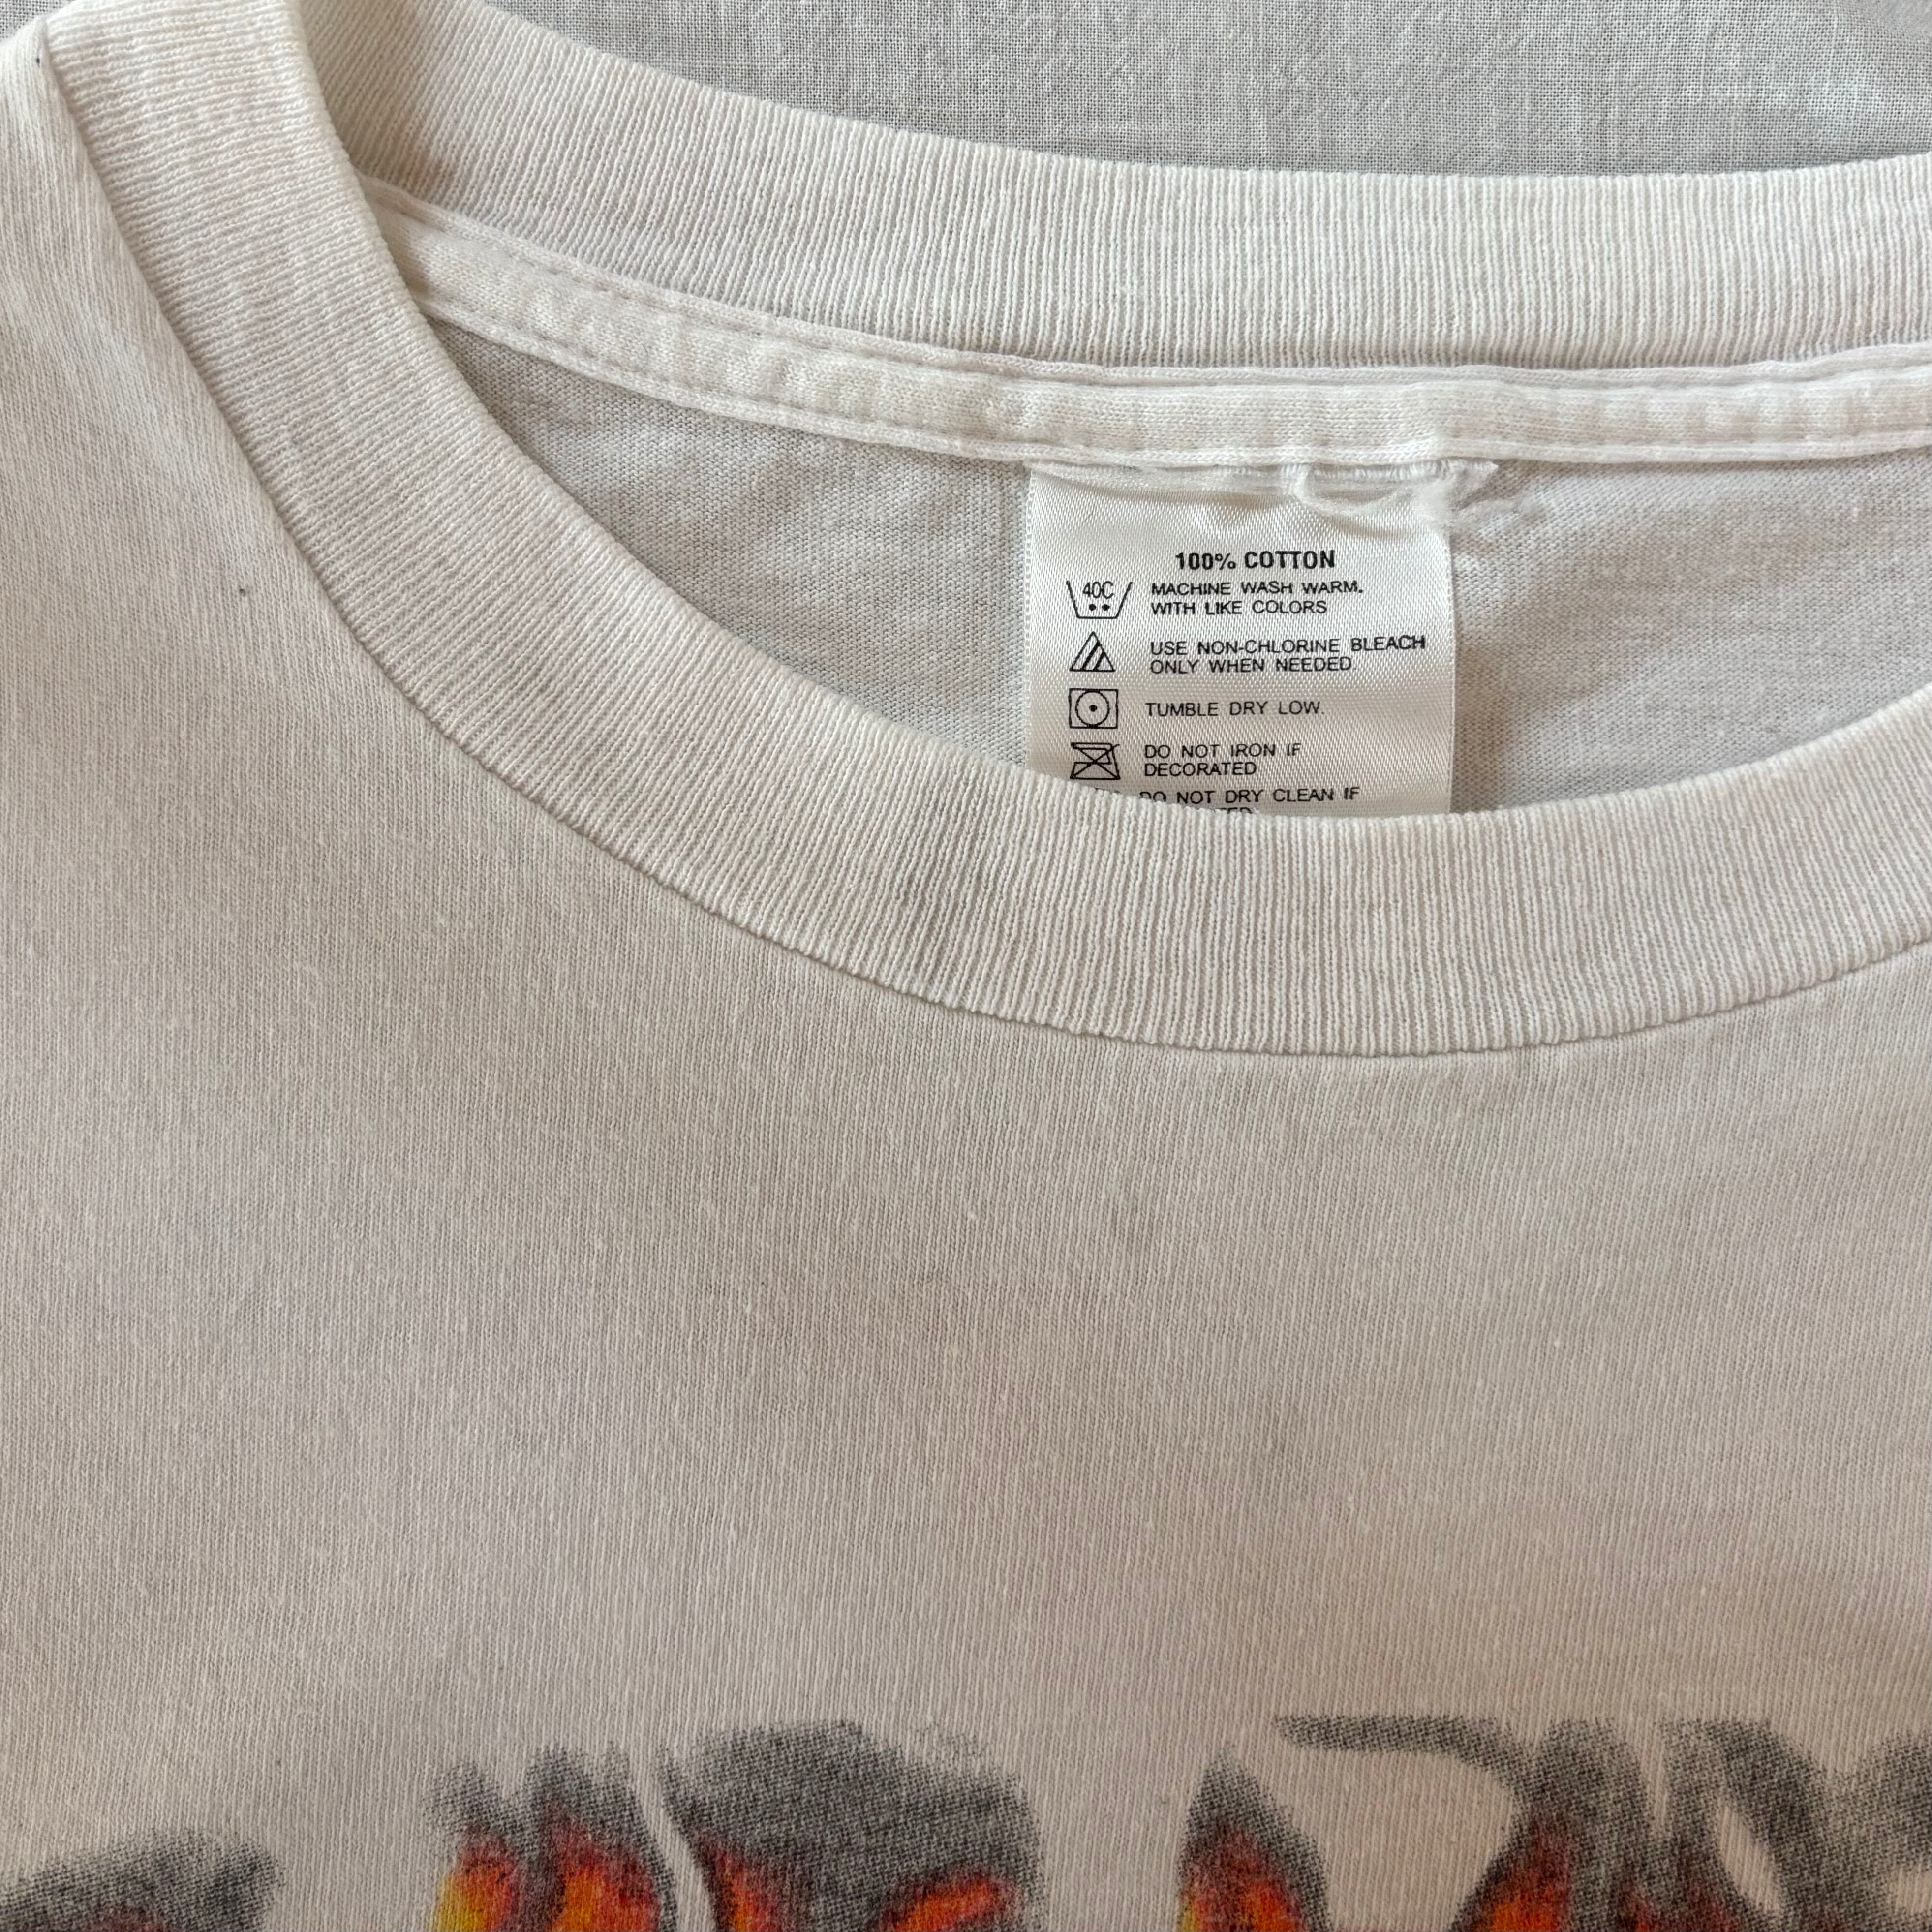 100% COTTON
40C
MACHINE WASH WARM.
WITH LIKE COLORS
USE NON-CHLORINE BLEACH
ONLY WHEN NEEDED
TUMBLE DRY LOW.
DO NOT IRON IF
DECORATED
DO NOT DRY CLEAN IF